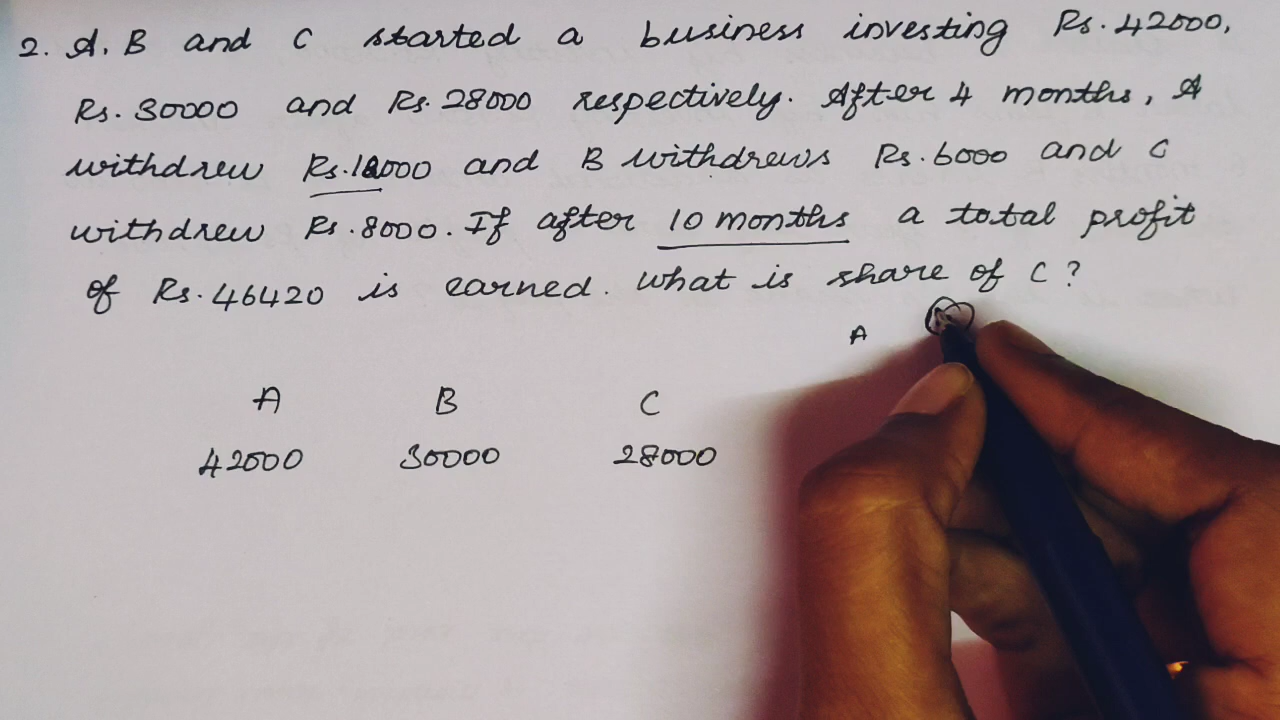 2. A, B and C started a business investing Rs. 42000,
Rs. 30000 and Rs. 28000 respectively. After 4 months, A
withdrew and B withdrews Rs. 6000 and C
withdrew Rs. 8000. If after 10 months a total profit
of Rs. 46420 is earned. What is share of C?
A
A B C
42000 30000 28000